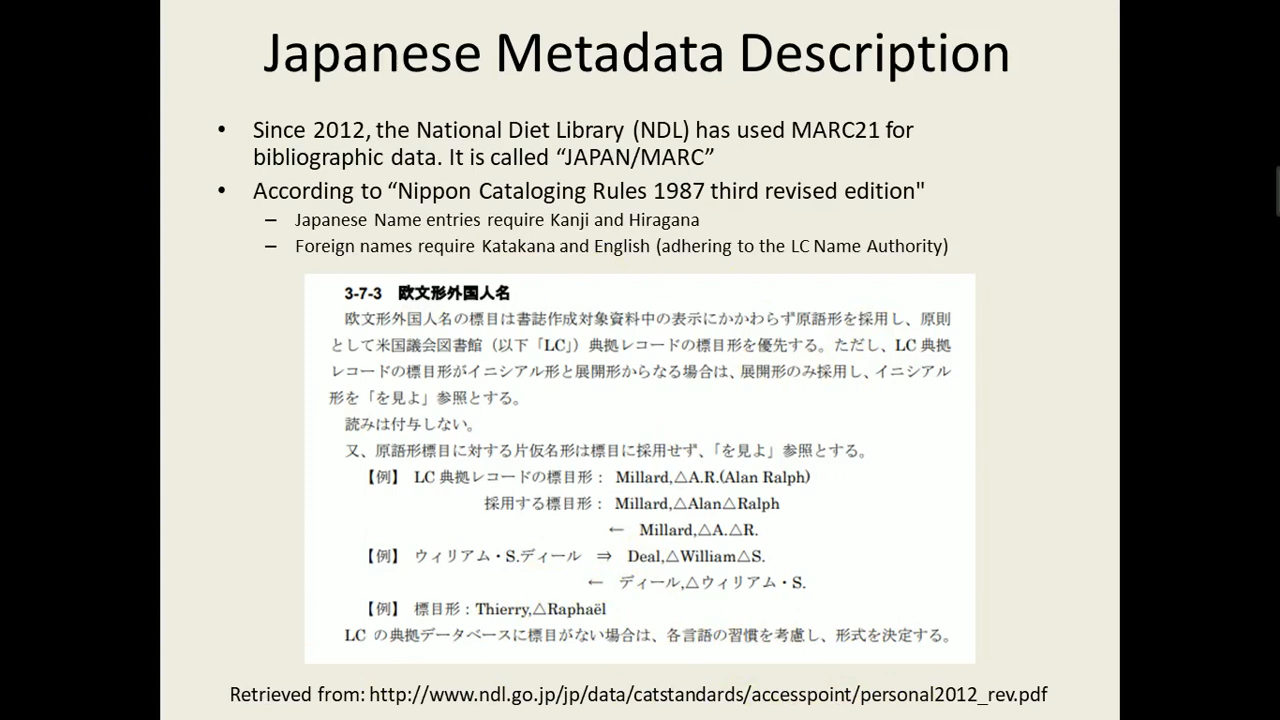 Japanese Metadata Description
• Since 2012, the National Diet Library (NDL) has used MARC21 for
bibliographic data. It is called “JAPAN/MARC”
• According to “Nippon Cataloging Rules 1987 third revised edition"
– Japanese Name entries require Kanji and Hiragana
– Foreign names require Katakana and English (adhering to the LC Name Authority)
3-7-3 欧文形外国人名
欧文形外国人名の標目は書誌作成対象資料中の表示にかかわらず原語形を採用し、原則
として米国議会図書館（以下「LC」）典拠レコードの標目形を優先する。ただし、LC 典拠
レコードの標目形がイニシアル形と展開形からなる場合は、展開形のみ採用し、イニシアル
形を「を見よ」参照とする。
読みは付与しない。
又、原語形標目に対する片仮名形は標目に採用せず、「を見よ」参照とする。
【例】 LC 典拠レコードの標目形： Millard,△A.R.(Alan Ralph)
採用する標目形： Millard,△Alan△Ralph
← Millard,△A.△R.
【例】 ウィリアム・S.ディール ⇒ Deal,△William△S.
← ディール,△ウィリアム・S.
【例】 標目形：Thierry,△Raphaël
LC の典拠データベースに標目がない場合は、各言語の習慣を考慮し、形式を決定する。
Retrieved from: http://www.ndl.go.jp/jp/data/catstandards/accesspoint/personal2012_rev.pdf